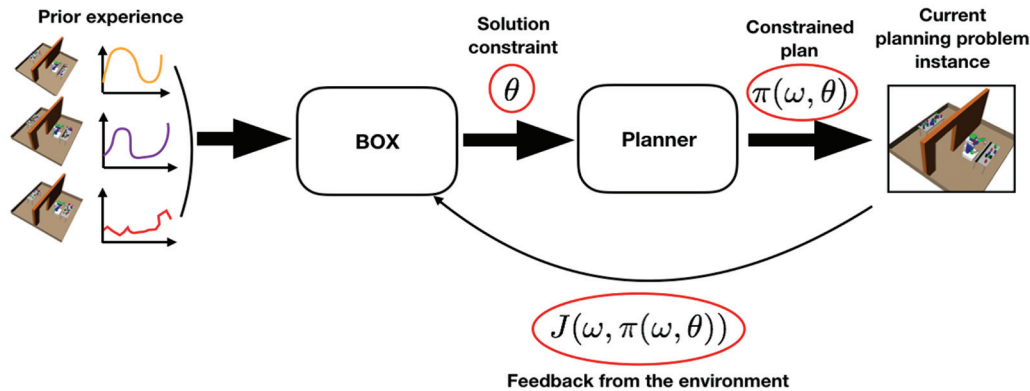 Prior experience
Solution
constraint
θ
Constrained
plan
π(ω, θ)
Current
planning problem
instance
BOX
Planner
J(ω, π(ω, θ))
Feedback from the environment